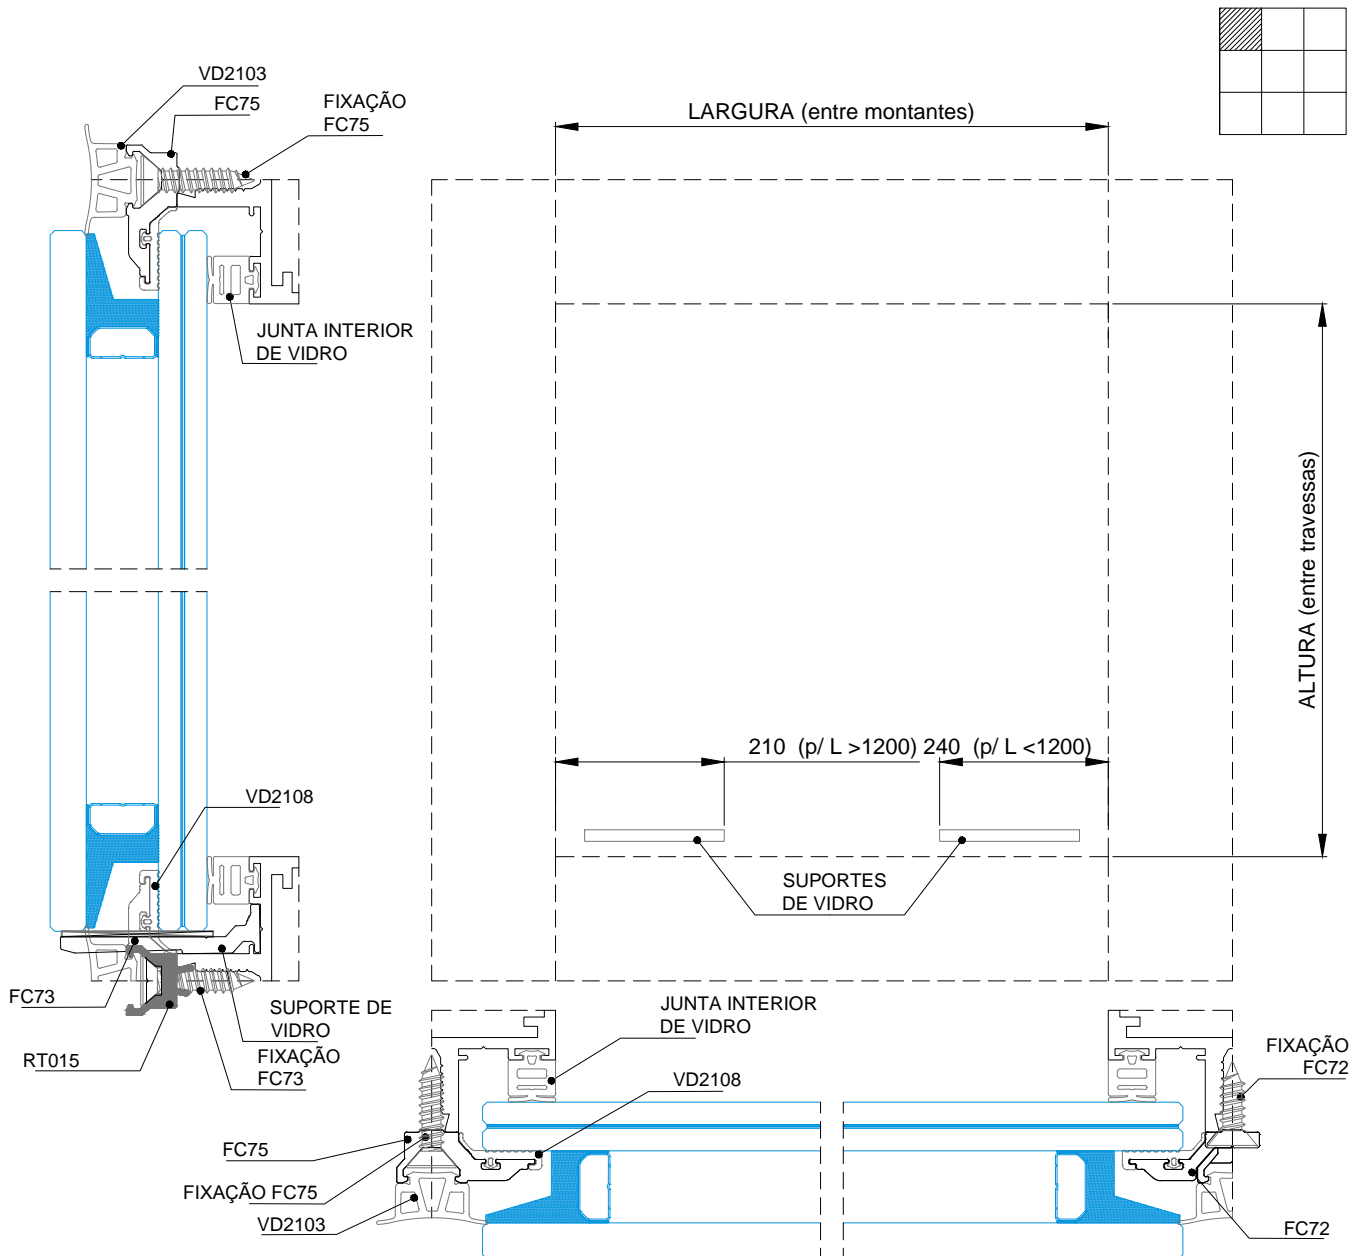 VD2103
FC75
FIXAÇÃO
FC75
LARGURA (entre montantes)
JUNTA INTERIOR
DE VIDRO
ALTURA (entre travessas)
210 (p/ L >1200) 240 (p/ L <1200)
VD2108
SUPORTES
DE VIDRO
FC73
SUPORTE DE
VIDRO
RT015
FIXAÇÃO
FC73
JUNTA INTERIOR
DE VIDRO
FIXAÇÃO
FC72
VD2108
FC75
FIXAÇÃO FC75
VD2103
FC72